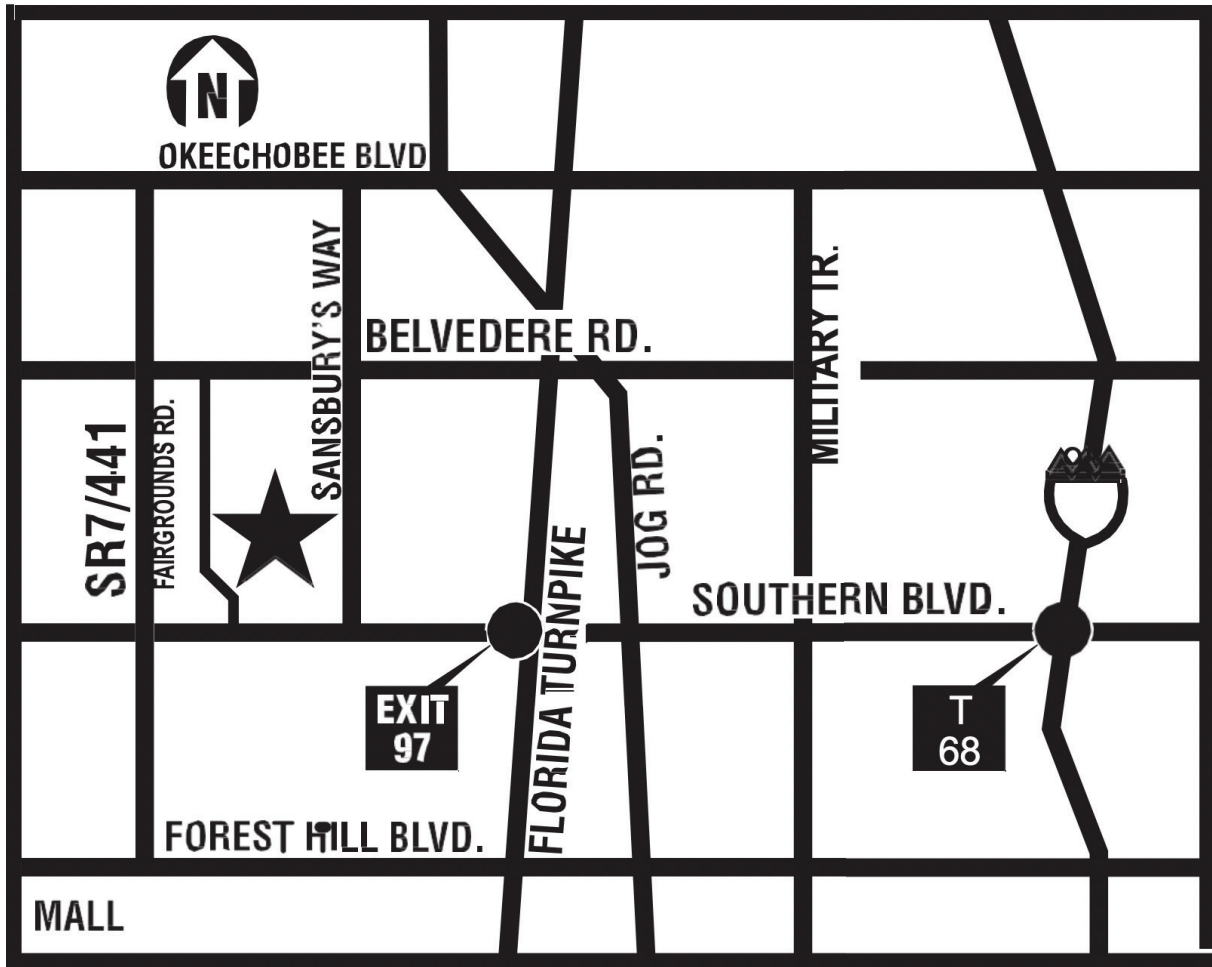 N
OKEECHOBEE BLVD
SANSBURY'S WAY
MILITARY TR.
BELVEDERE RD.
SR7/441
FAIRGROUNDS RD.
JOG RD.
FLORIDA TURNPIKE
SOUTHERN BLVD.
EXIT
97
T
68
FOREST HILL BLVD.
MALL